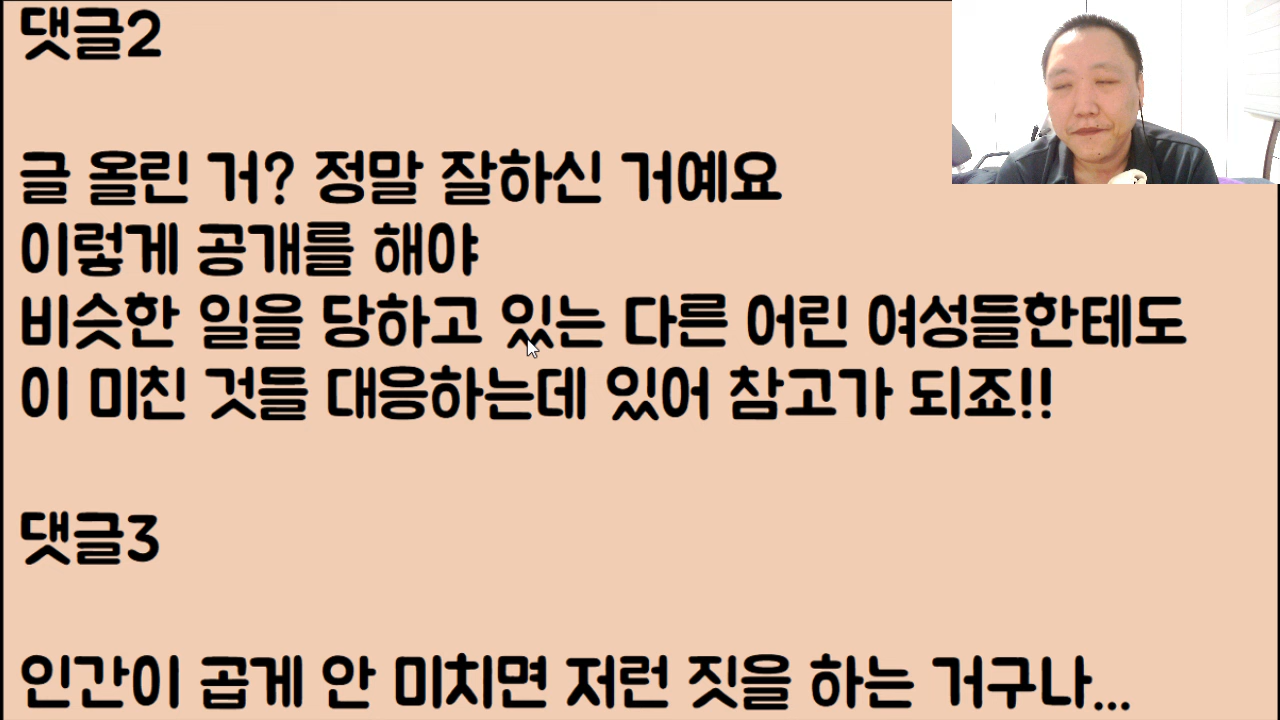 댓글2
글 올린 거? 정말 잘하신 거예요
이렇게 공개를 해야
비슷한 일을 당하고 있는 다른 어린 여성들한테도
이 미친 것들 대응하는데 있어 참고가 되죠!!
댓글3
인간이 곱게 안 미치면 저런 짓을 하는 거구나...